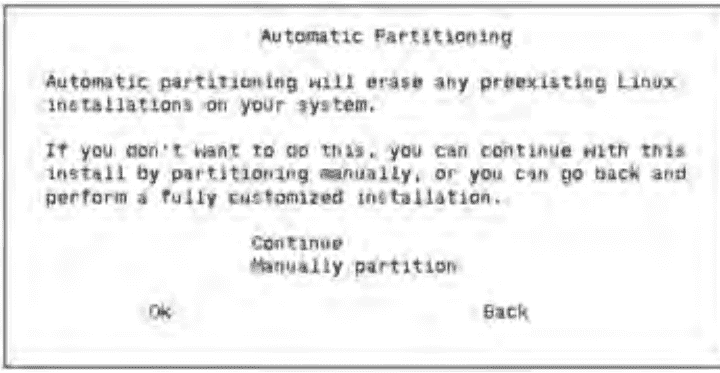 Automatic Partitioning
Automatic partitioning will erase any preexisting Linux
installations on your system.
If you don't want to do this, you can continue with this
install by partitioning manually, or you can go back and
perform a fully customized installation.
Continue
Manually partition
Ok Back